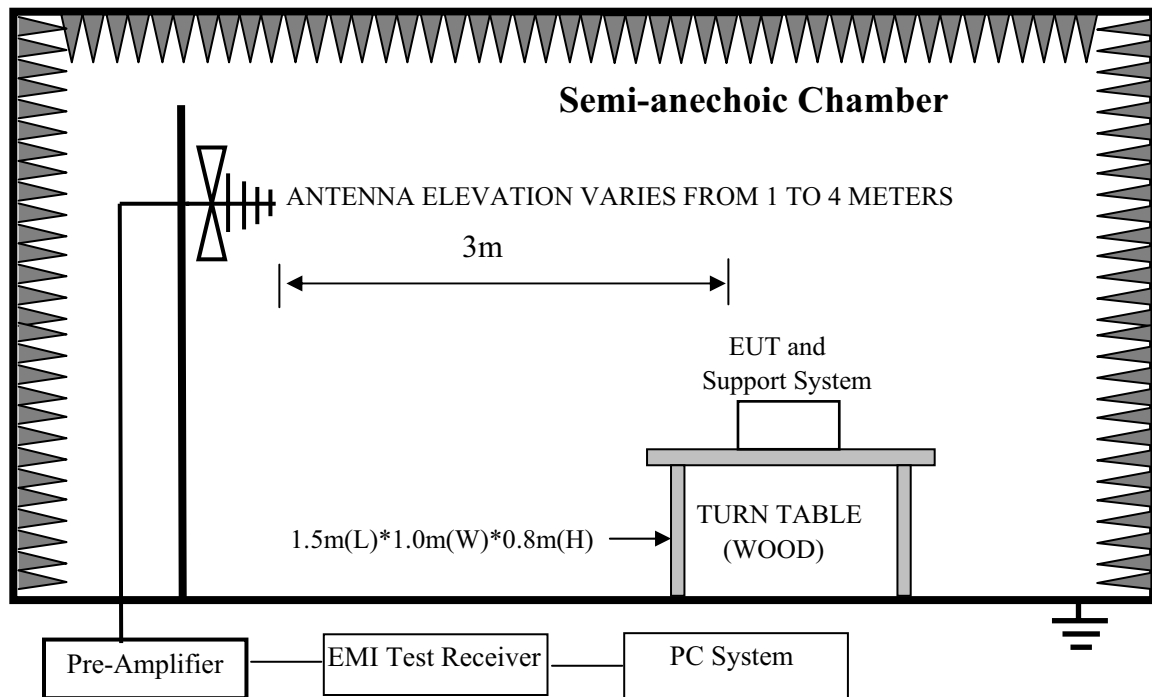 Semi-anechoic Chamber
ANTENNA ELEVATION VARIES FROM 1 TO 4 METERS
3m
EUT and
Support System
1.5m(L)*1.0m(W)*0.8m(H)
TURN TABLE
(WOOD)
Pre-Amplifier
EMI Test Receiver
PC System